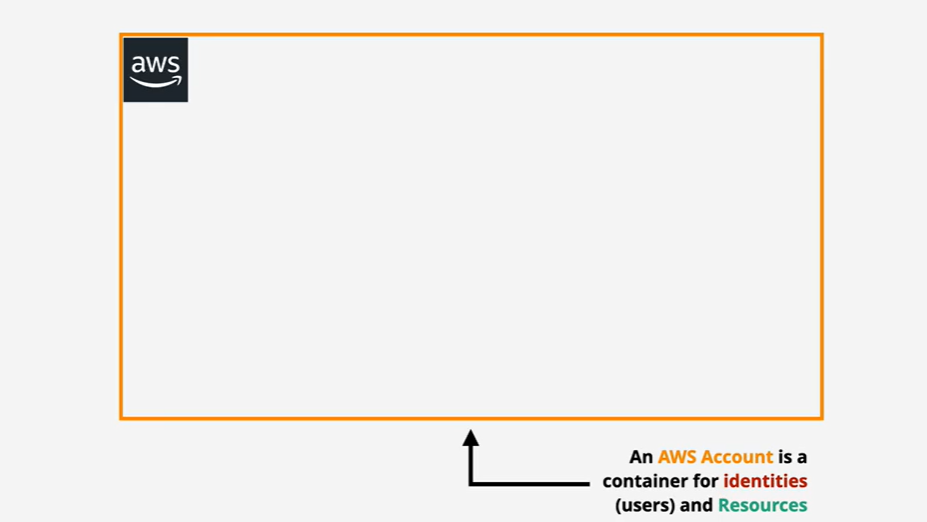 aws
An AWS Account is a
container for identities
(users) and Resources